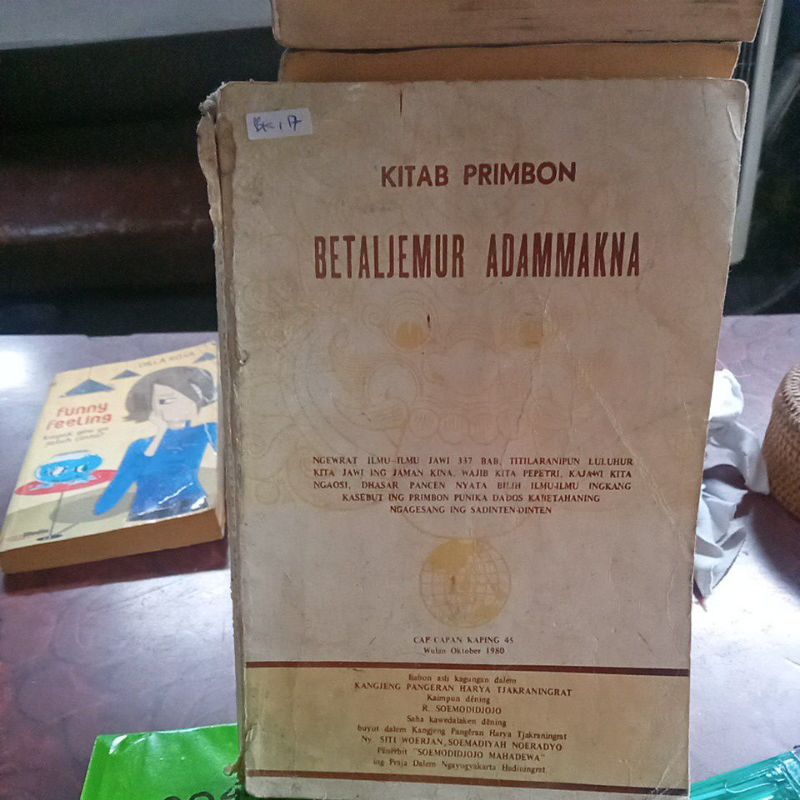 KITAB PRIMBON
BETALJEMUR ADAMMAKNA
NGEWRAT ILMU-ILMU JAWI 337 BAB, TITILARANIPUN LULUHUR
KITA JAWI ING JAMAN KINA, WAJIB KITA PEPETRI, KAJAWI KITA
NGAOSI, DHASAR PANCEN NYATA BILIH ILMU-ILMU INGKANG
KASEBUT ING PRIMBON PUNIKA DADOS KABETAHANING
NGAGESANG ING SADINTEN-DINTEN
CAP-CAPAN KAPING 45
Wulan Oktober 1980
Babon asli kagungan dalem
KANGJENG PANGERAN HARYA TJAKRANINGRAT
Kaimpun déning
R. SOEMODIDJOJO
Saha kawedalaken déning
buyut dalem Kangjeng Pangéran Harya Tjakraningrat
Ny. SITI WOERJAN SOEMADIYAH NOERADYO
Penerbit "SOEMODIDJOJO MAHADEWA"
ing Praja Dalem Ngayogyakarta Hadiningrat.
funny
feeling